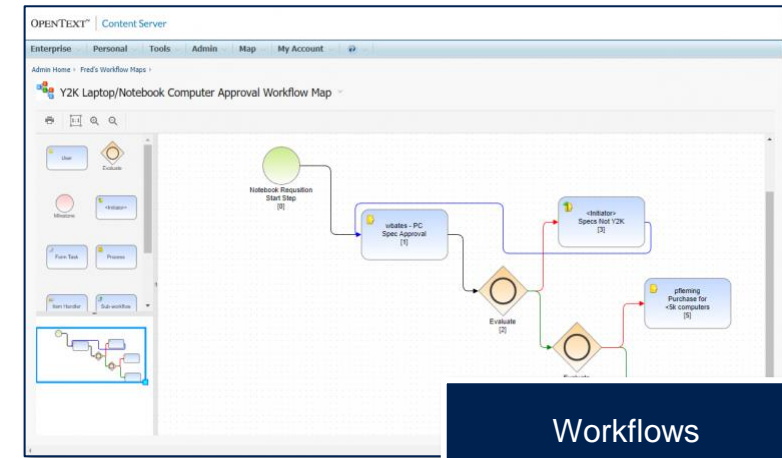 OPENTEXT™ | Content Server
Enterprise Personal Tools Admin Map My Account
Admin Home › Fred's Workflow Maps ›
Y2K Laptop/Notebook Computer Approval Workflow Map
1:1
User
Evaluate
Milestone
<Initiator>
Form Task
Process
Item Handler
Sub-workflow
Notebook Requsition
Start Step
[0]
wbates - PC
Spec Approval
[1]
<Initiator>
Specs Not Y2K
[3]
Evaluate
[2]
pfleming
Purchase for
<5k computers
[5]
Workflows